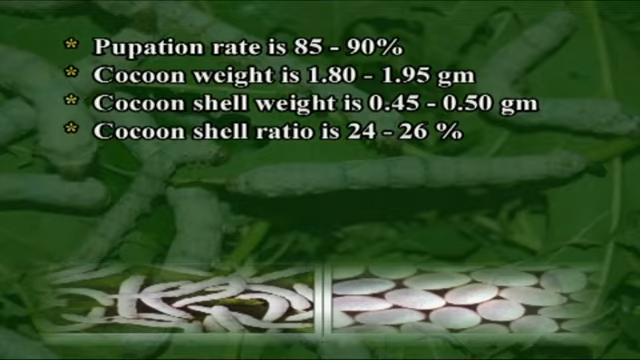 * Pupation rate is 85 - 90%
* Cocoon weight is 1.80 - 1.95 gm
* Cocoon shell weight is 0.45 - 0.50 gm
* Cocoon shell ratio is 24 - 26 %